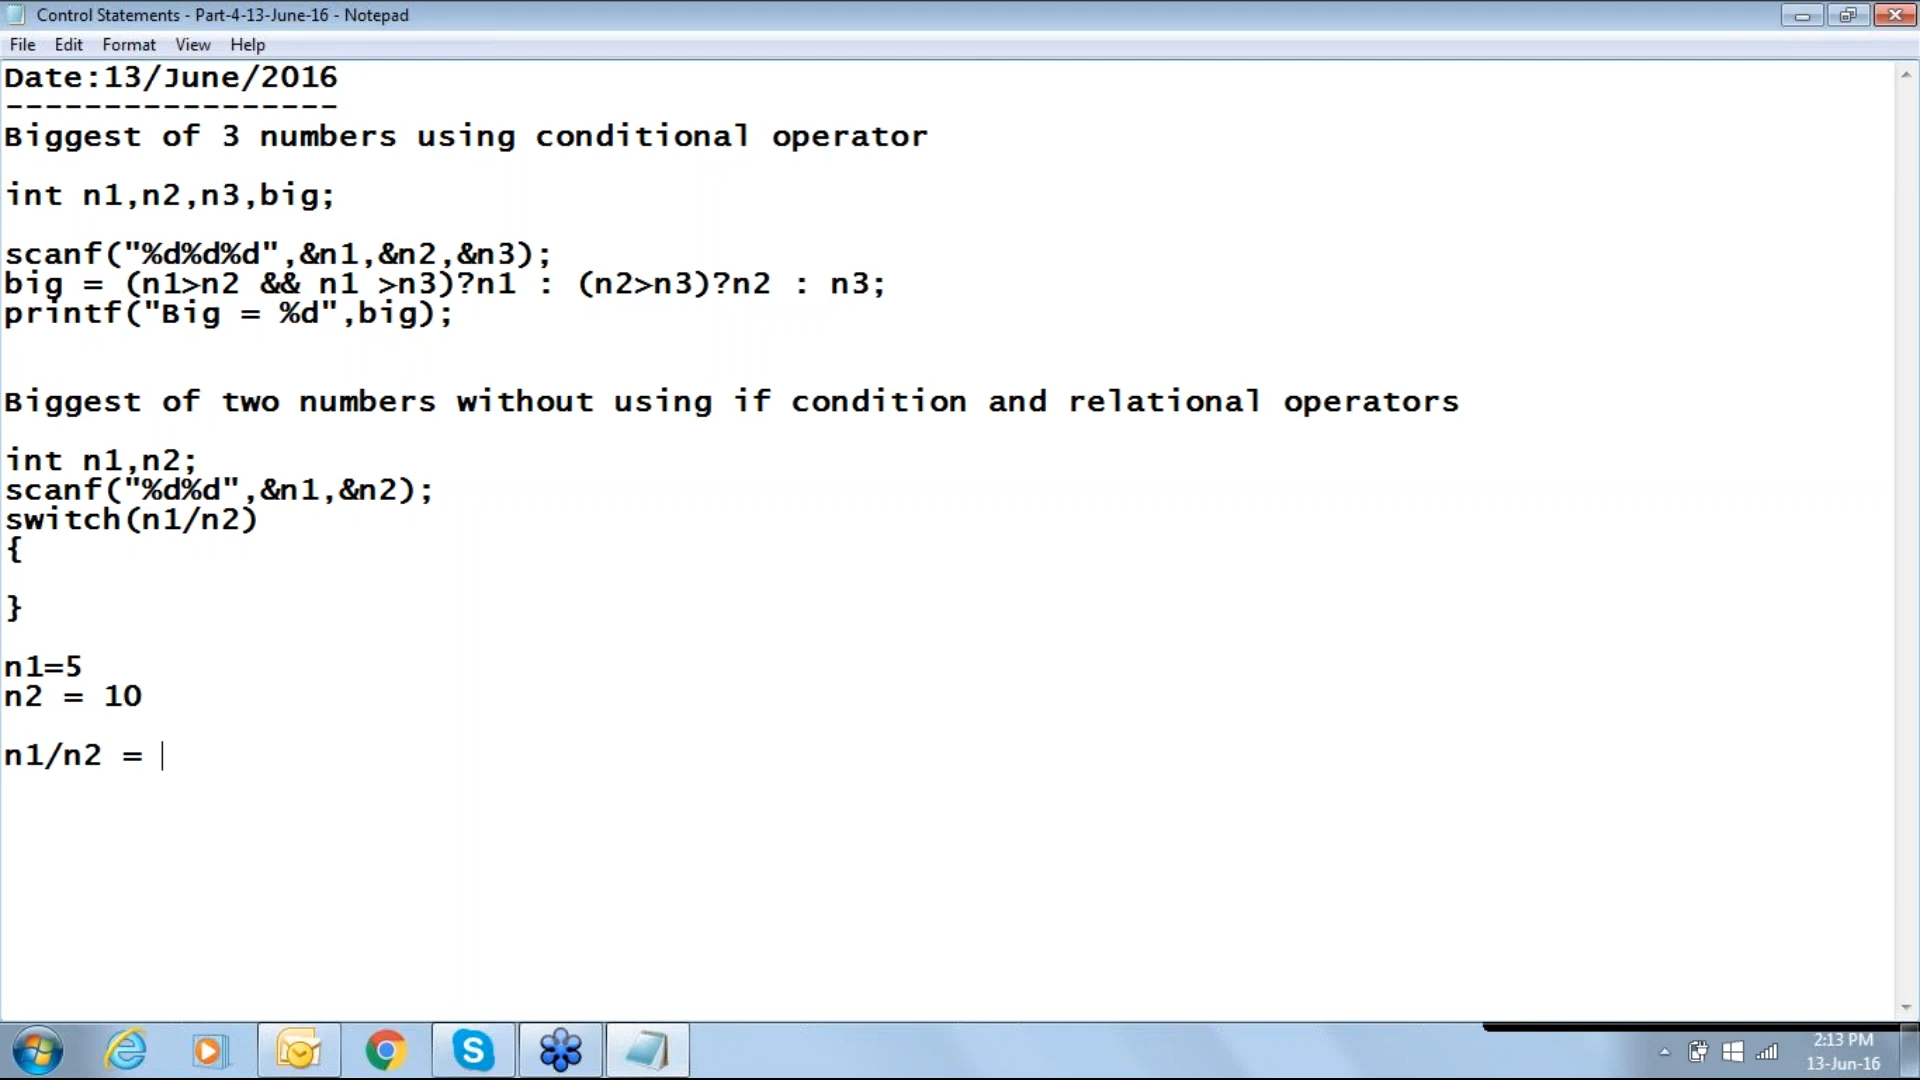 Control Statements - Part-4-13-June-16 - Notepad
File Edit Format View Help
Date:13/June/2016
-----------------
Biggest of 3 numbers using conditional operator
int n1,n2,n3,big;
scanf("%d%d%d",&n1,&n2,&n3);
big = (n1>n2 && n1 >n3)?n1 : (n2>n3)?n2 : n3;
printf("Big = %d",big);
Biggest of two numbers without using if condition and relational operators
int n1,n2;
scanf("%d%d",&n1,&n2);
switch(n1/n2)
{
}
n1=5
n2 = 10
n1/n2 =
2:13 PM
13-Jun-16